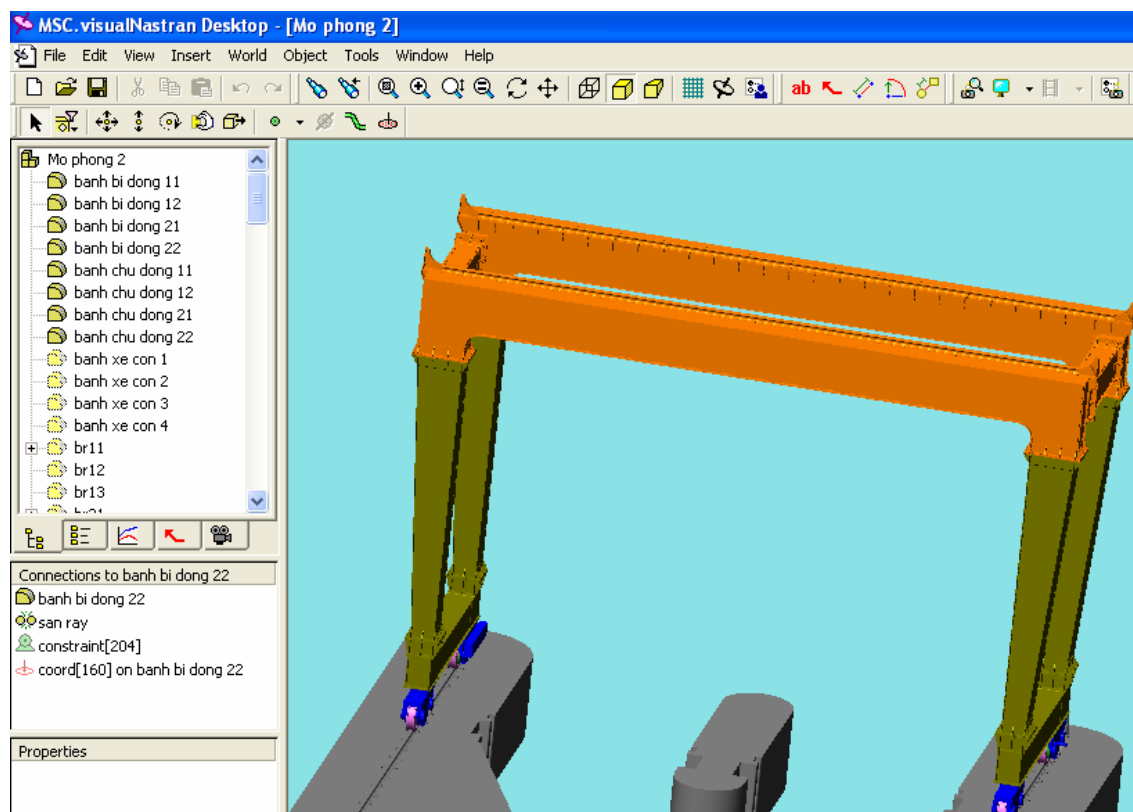 MSC.visualNastran Desktop - [Mo phong 2]
File Edit View Insert World Object Tools Window Help
ab
Mo phong 2
banh bi dong 11
banh bi dong 12
banh bi dong 21
banh bi dong 22
banh chu dong 11
banh chu dong 12
banh chu dong 21
banh chu dong 22
banh xe con 1
banh xe con 2
banh xe con 3
banh xe con 4
br11
br12
br13
Connections to banh bi dong 22
banh bi dong 22
san ray
constraint[204]
coord[160] on banh bi dong 22
Properties